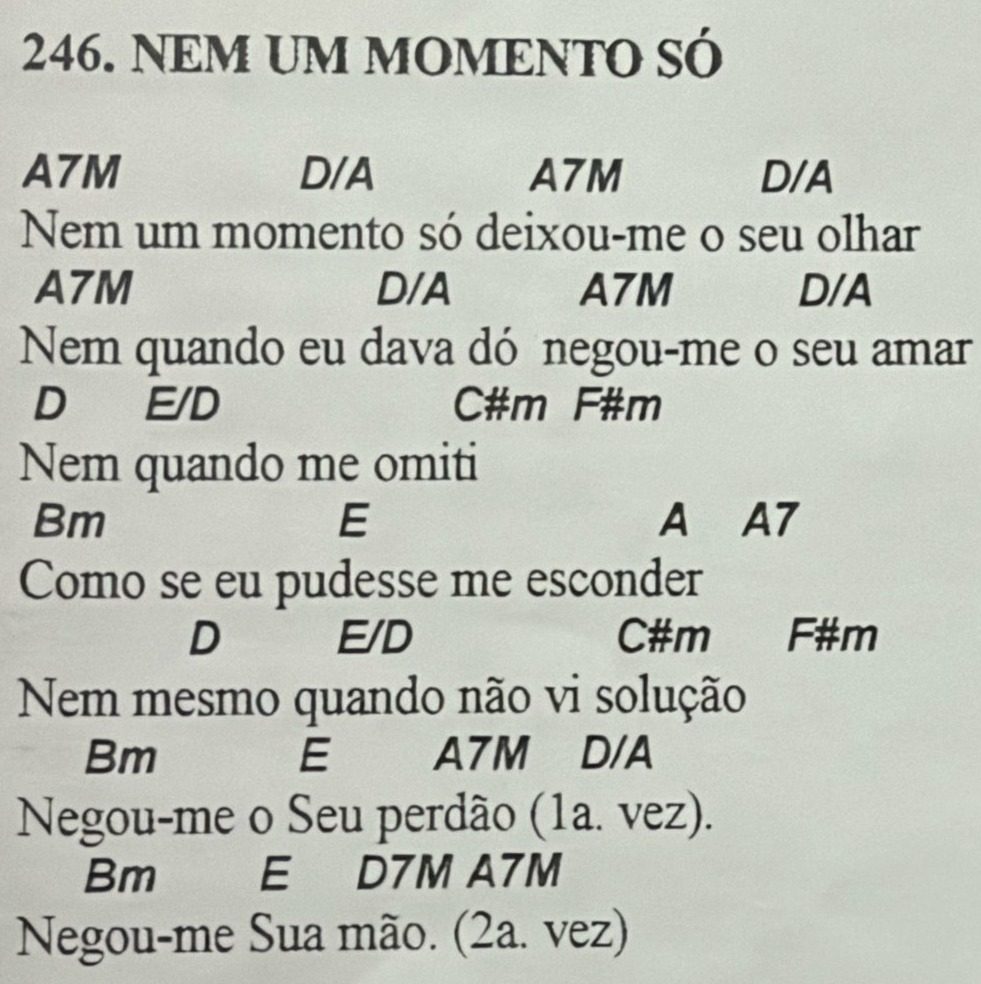 246. NEM UM MOMENTO SÓ
A7M D/A A7M D/A
Nem um momento só deixou-me o seu olhar
A7M D/A A7M D/A
Nem quando eu dava dó negou-me o seu amar
D E/D C#m F#m
Nem quando me omiti
Bm E A A7
Como se eu pudesse me esconder
D E/D C#m F#m
Nem mesmo quando não vi solução
Bm E A7M D/A
Negou-me o Seu perdão (1a. vez).
Bm E D7M A7M
Negou-me Sua mão. (2a. vez)